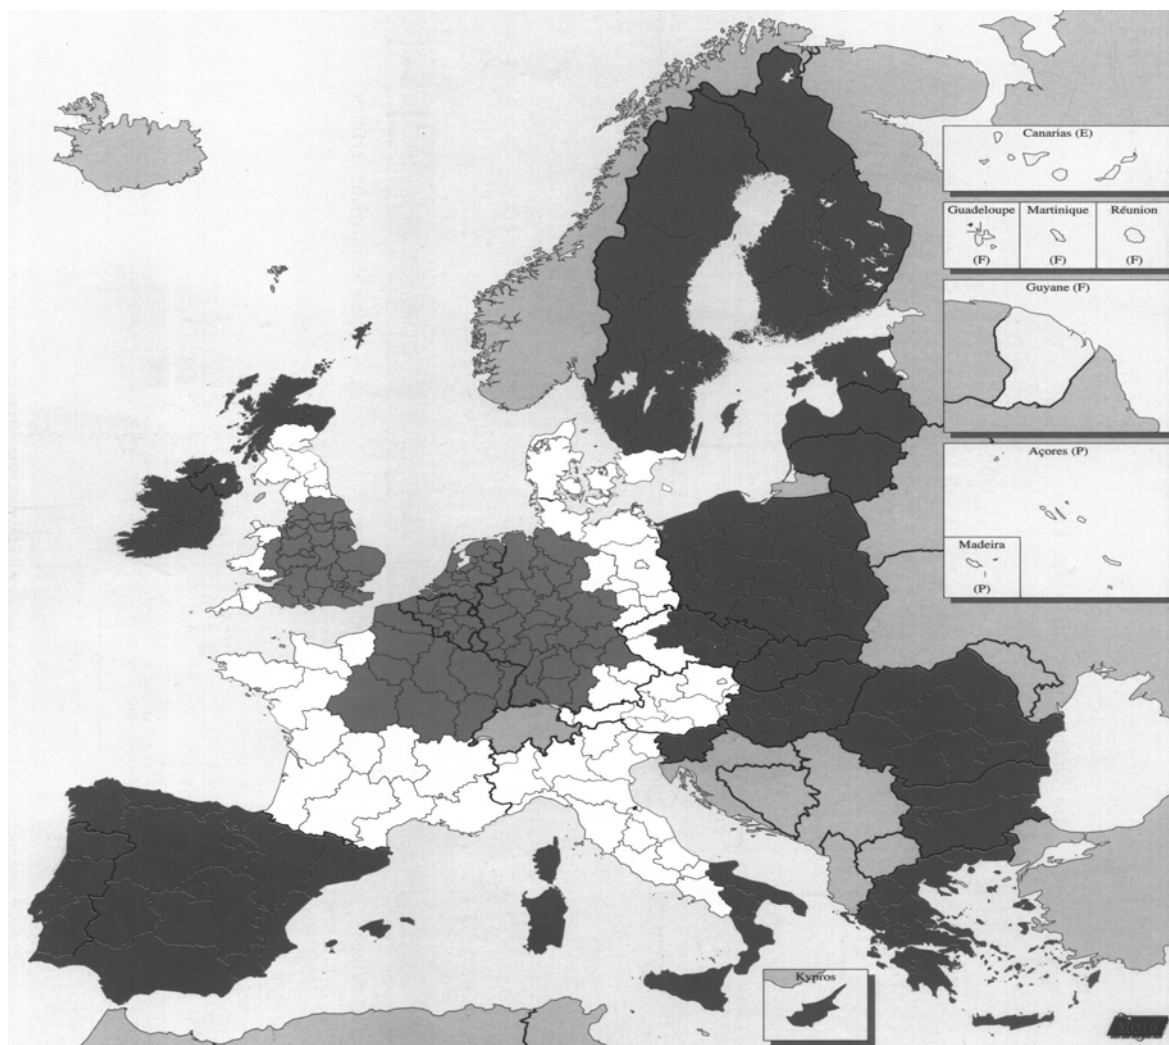 Canarias (E)
Guadeloupe
Martinique
Réunion
(F)
(F)
(F)
Guyane (F)
Açores (P)
Madeira
(P)
Kypros